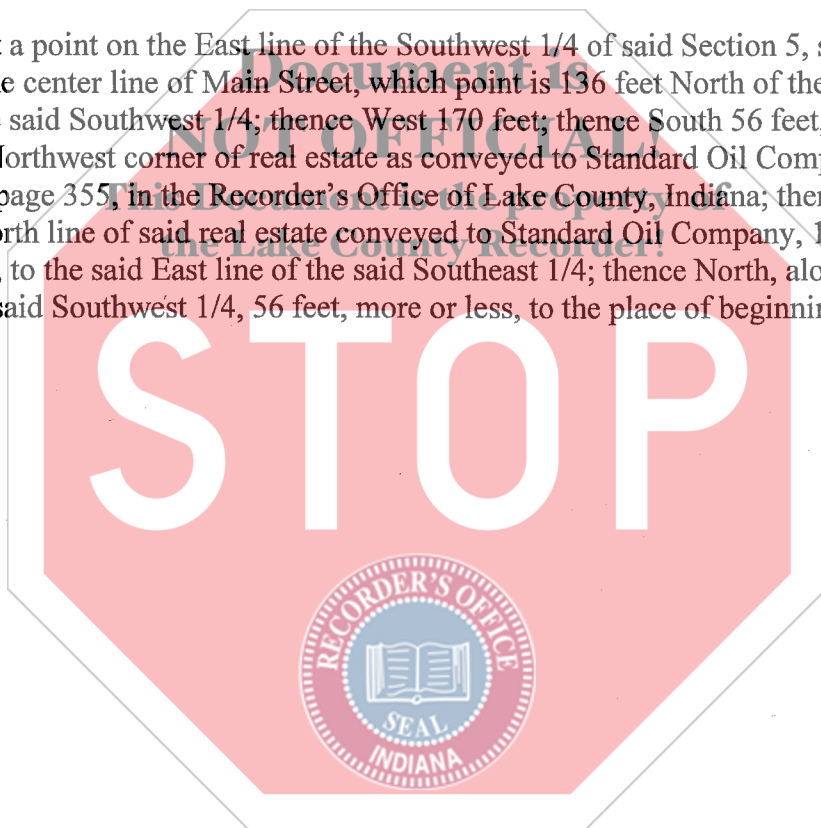 t a point on the East line of the Southwest 1/4 of said Section 5, s
e center line of Main Street, which point is 136 feet North of the
said Southwest 1/4; thence West 170 feet; thence South 56 feet,
Northwest corner of real estate as conveyed to Standard Oil Comp
page 355, in the Recorder's Office of Lake County, Indiana; then
rth line of said real estate conveyed to Standard Oil Company, 1
, to the said East line of the said Southeast 1/4; thence North, alo
said Southwest 1/4, 56 feet, more or less, to the place of beginnin
Document is
NOT OFFICIAL!
This Document is the property of
the Lake County Recorder!
STOP
RECORDER'S OFFICE
SEAL
INDIANA